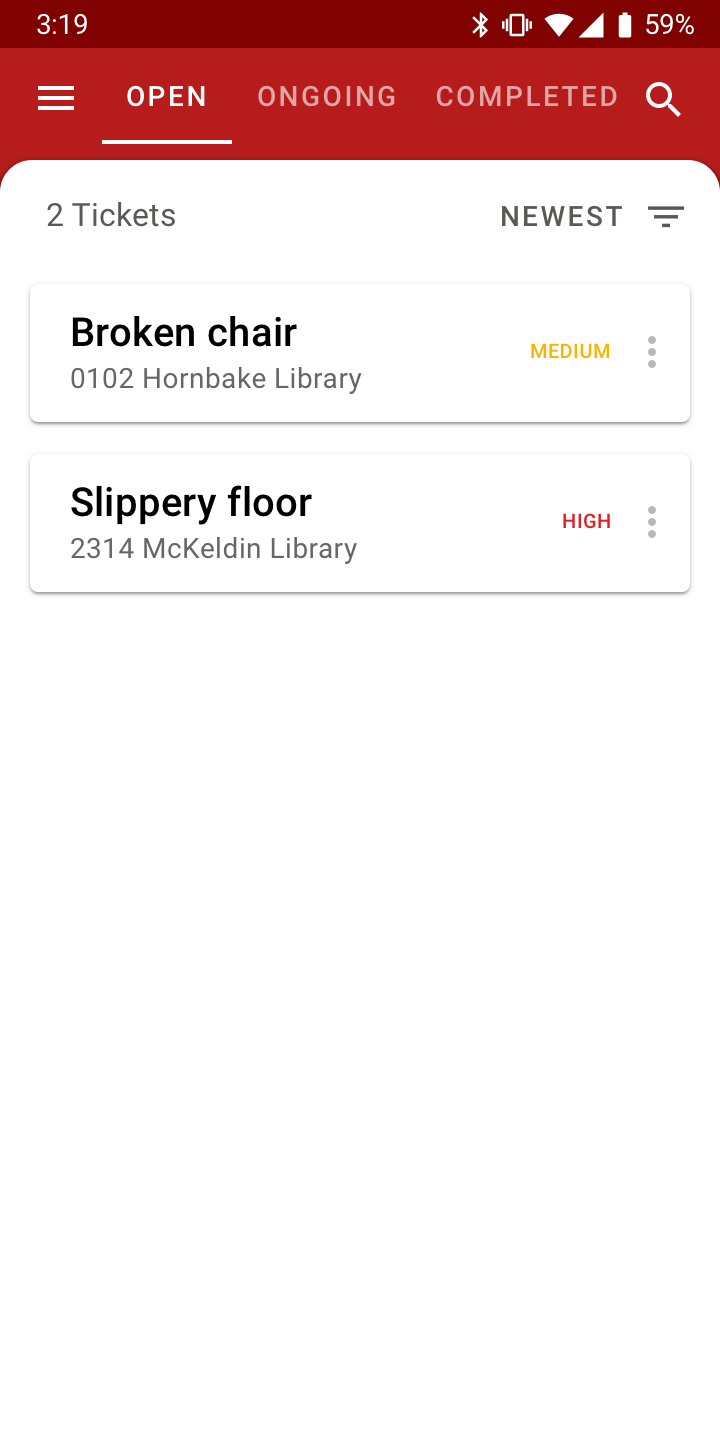 3:19 59%
OPEN ONGOING COMPLETED
2 Tickets NEWEST
Broken chair
0102 Hornbake Library
MEDIUM
Slippery floor
2314 McKeldin Library
HIGH